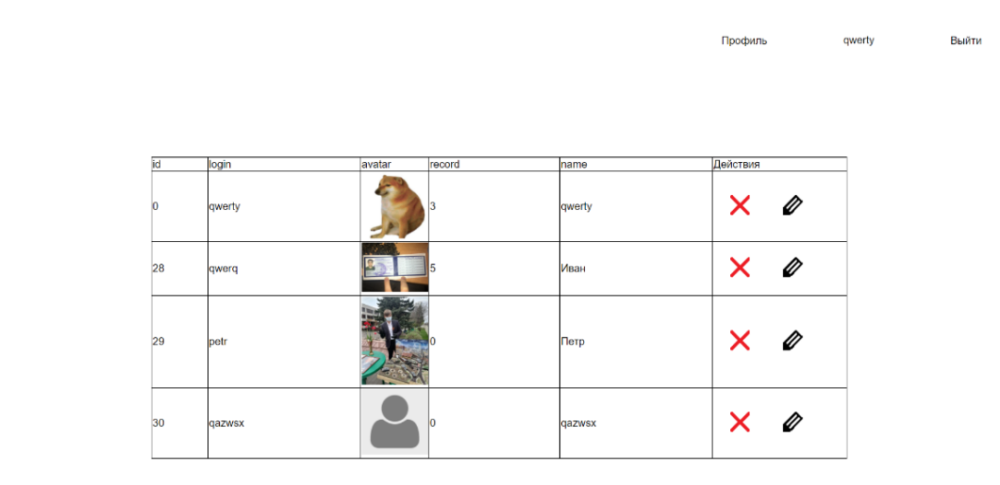 Профиль qwerty Выйти
id login avatar record name Действия
0 qwerty 3 qwerty
28 qwerq 5 Иван
29 petr 0 Петр
30 qazwsx 0 qazwsx